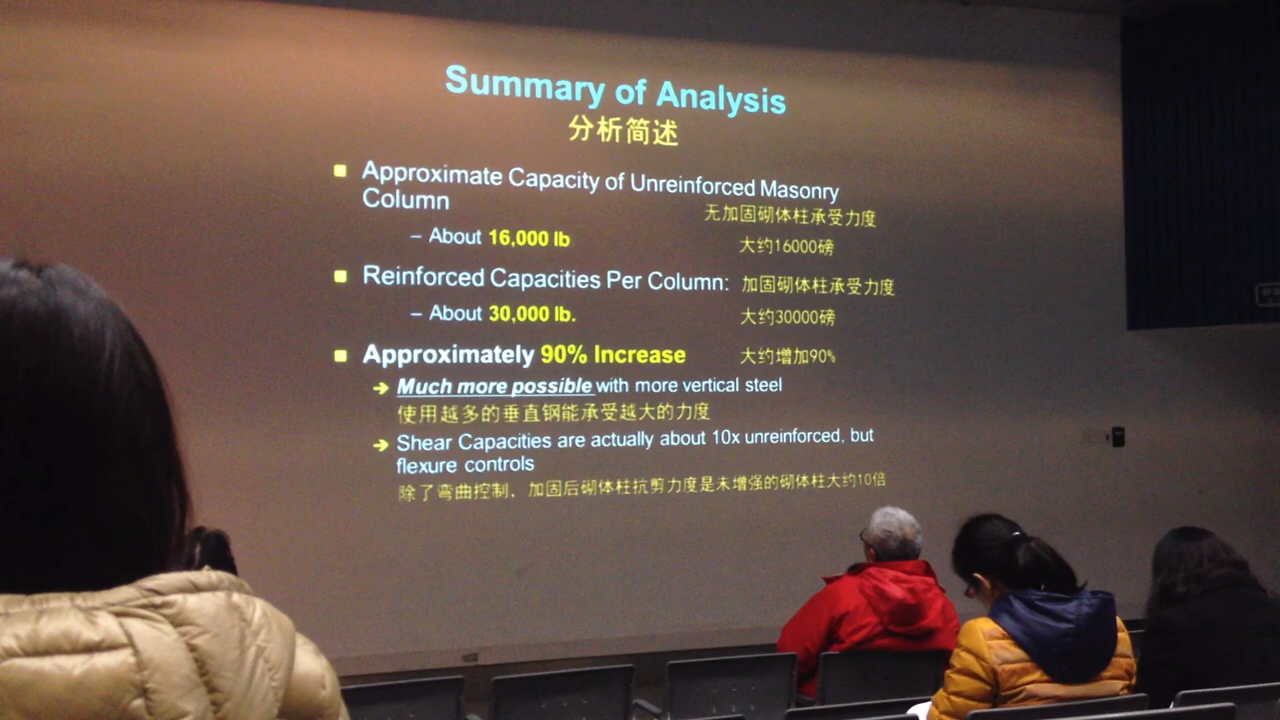 Summary of Analysis
分析简述
Approximate Capacity of Unreinforced Masonry
Column
无加固砌体柱承受力度
– About 16,000 lb
大约16000磅
Reinforced Capacities Per Column:
加固砌体柱承受力度
– About 30,000 lb.
大约30000磅
Approximately 90% Increase
大约增加90%
Much more possible with more vertical steel
使用越多的垂直钢能承受越大的力度
Shear Capacities are actually about 10x unreinforced, but
flexure controls
除了弯曲控制，加固后砌体柱抗剪力度是未增强的砌体柱大约10倍